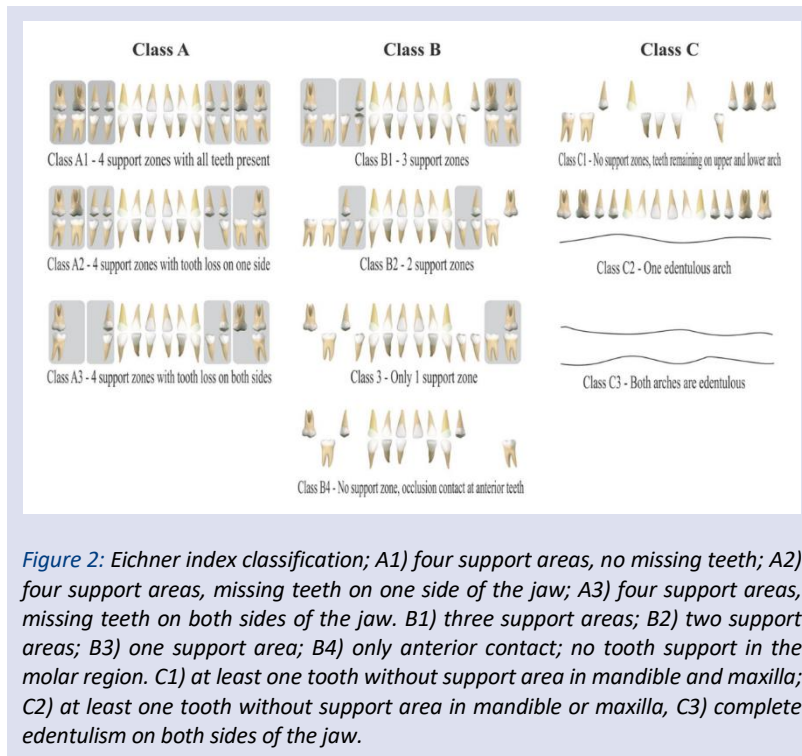 Class A
Class B
Class C
Class A1 - 4 support zones with all teeth present
Class B1 - 3 support zones
Class C1 - No support zones, teeth remaining on upper and lower arch
Class A2 - 4 support zones with tooth loss on one side
Class B2 - 2 support zones
Class C2 - One edentulous arch
Class A3 - 4 support zones with tooth loss on both sides
Class 3 - Only 1 support zone
Class C3 - Both arches are edentulous
Class B4 - No support zone, occlusion contact at anterior teeth
Figure 2: Eichner index classification; A1) four support areas, no missing teeth; A2)
four support areas, missing teeth on one side of the jaw; A3) four support areas,
missing teeth on both sides of the jaw. B1) three support areas; B2) two support
areas; B3) one support area; B4) only anterior contact; no tooth support in the
molar region. C1) at least one tooth without support area in mandible and maxilla;
C2) at least one tooth without support area in mandible or maxilla, C3) complete
edentulism on both sides of the jaw.